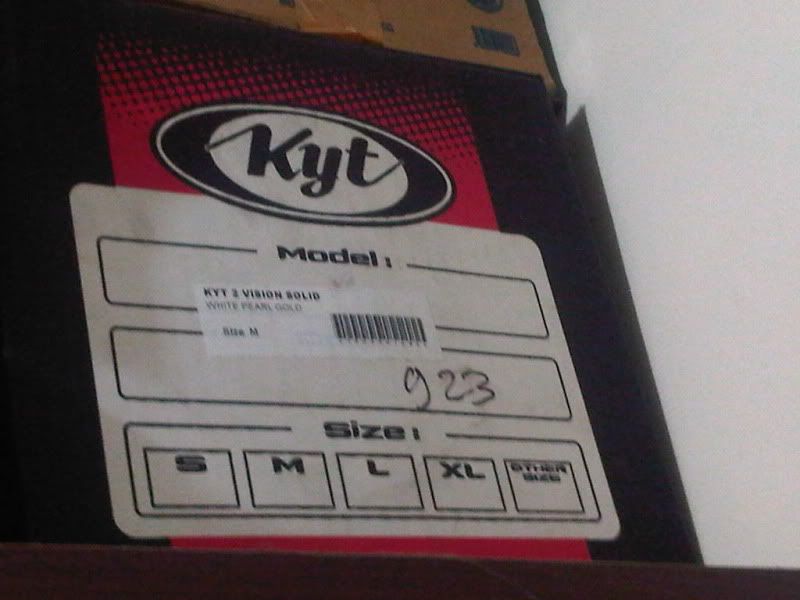 Kyt
Model :
KYT 2 VISION SOLID
WHITE PEARL GOLD
Size M
923
Size :
S M L XL OTHER SIZE